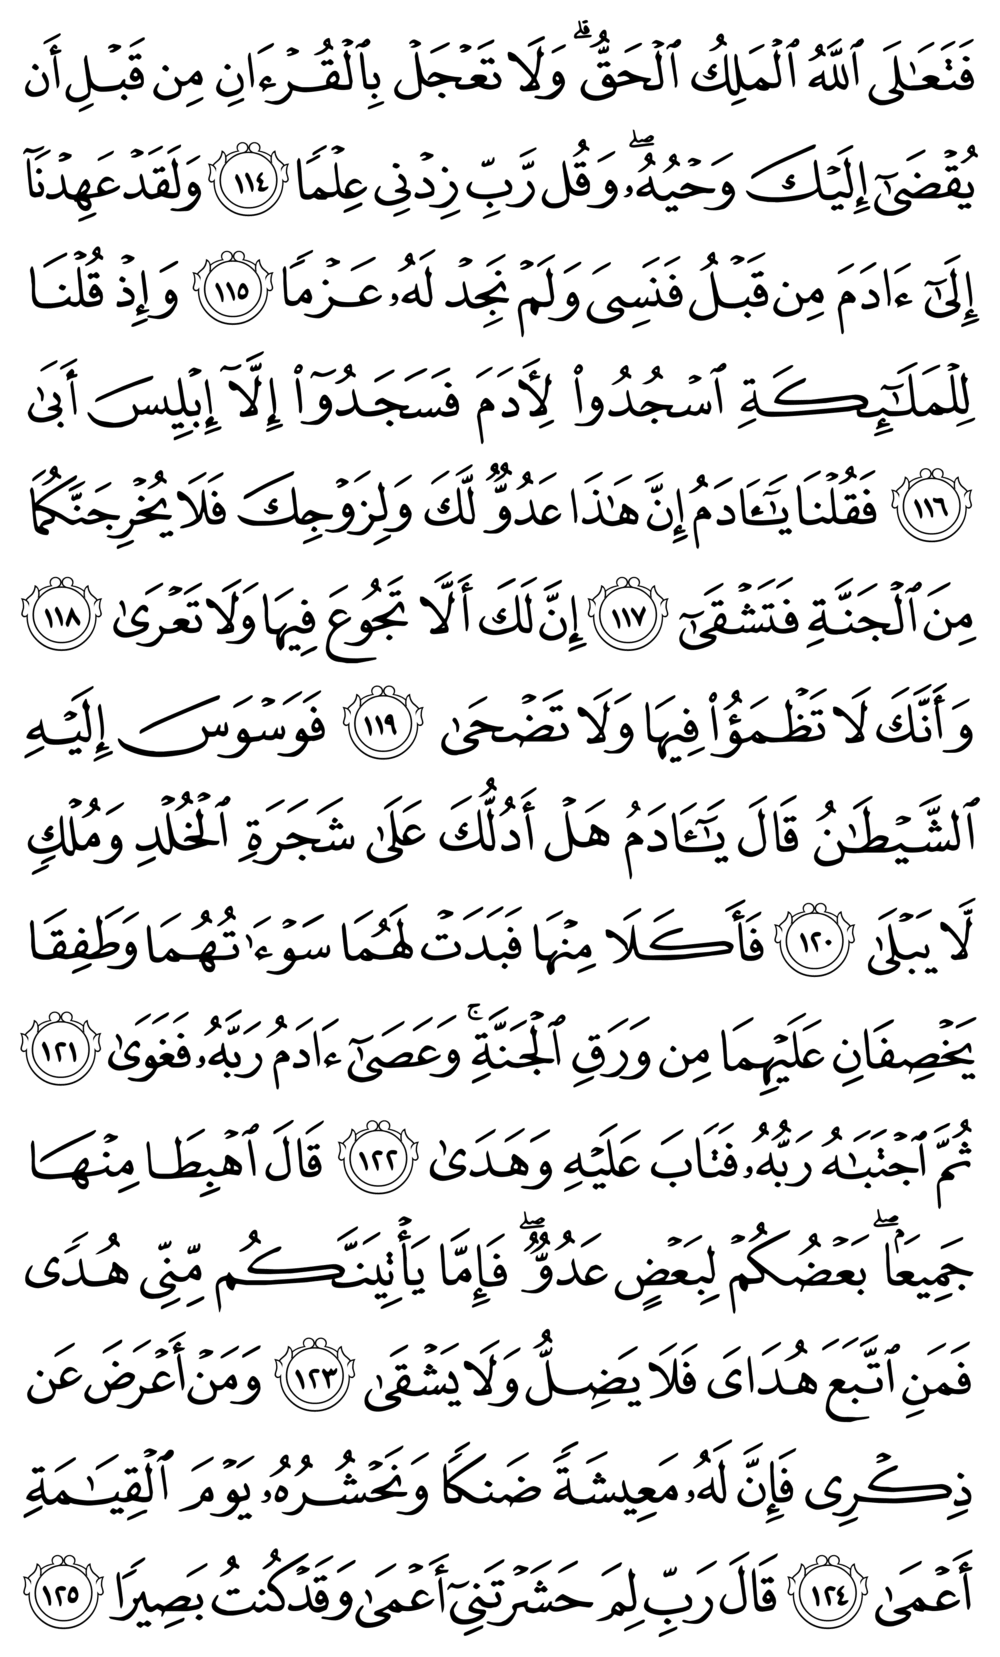 فَتَعَٰلَى ٱللَّهُ ٱلْمَلِكُ ٱلْحَقُّ ۗ وَلَا تَعْجَلْ بِٱلْقُرْءَانِ مِن قَبْلِ أَن
يُقْضَىٰٓ إِلَيْكَ وَحْيُهُۥ ۖ وَقُل رَّبِّ زِدْنِى عِلْمًا ١١٤ وَلَقَدْ عَهِدْنَآ
إِلَىٰٓ ءَادَمَ مِن قَبْلُ فَنَسِىَ وَلَمْ نَجِدْ لَهُۥ عَزْمًا ١١٥ وَإِذْ قُلْنَا
لِلْمَلَٰٓئِكَةِ ٱسْجُدُوا۟ لِءَادَمَ فَسَجَدُوٓا۟ إِلَّآ إِبْلِيسَ أَبَىٰ
١١٦ فَقُلْنَا يَٰٓـَٔادَمُ إِنَّ هَٰذَا عَدُوٌّ لَّكَ وَلِزَوْجِكَ فَلَا يُخْرِجَنَّكُمَا
مِنَ ٱلْجَنَّةِ فَتَشْقَىٰٓ ١١٧ إِنَّ لَكَ أَلَّا تَجُوعَ فِيهَا وَلَا تَعْرَىٰ ١١٨
وَأَنَّكَ لَا تَظْمَؤُا۟ فِيهَا وَلَا تَضْحَىٰ ١١٩ فَوَسْوَسَ إِلَيْهِ
ٱلشَّيْطَٰنُ قَالَ يَٰٓـَٔادَمُ هَلْ أَدُلُّكَ عَلَىٰ شَجَرَةِ ٱلْخُلْدِ وَمُلْكٍ
لَّا يَبْلَىٰ ١٢٠ فَأَكَلَا مِنْهَا فَبَدَتْ لَهُمَا سَوْءَٰتُهُمَا وَطَفِقَا
يَخْصِفَانِ عَلَيْهِمَا مِن وَرَقِ ٱلْجَنَّةِ ۚ وَعَصَىٰٓ ءَادَمُ رَبَّهُۥ فَغَوَىٰ ١٢١
ثُمَّ ٱجْتَبَٰهُ رَبُّهُۥ فَتَابَ عَلَيْهِ وَهَدَىٰ ١٢٢ قَالَ ٱهْبِطَا مِنْهَا
جَمِيعًۢا ۖ بَعْضُكُمْ لِبَعْضٍ عَدُوٌّ ۖ فَإِمَّا يَأْتِيَنَّكُم مِّنِّى هُدًى
فَمَنِ ٱتَّبَعَ هُدَاىَ فَلَا يَضِلُّ وَلَا يَشْقَىٰ ١٢٣ وَمَنْ أَعْرَضَ عَن
ذِكْرِى فَإِنَّ لَهُۥ مَعِيشَةً ضَنكًا وَنَحْشُرُهُۥ يَوْمَ ٱلْقِيَٰمَةِ
أَعْمَىٰ ١٢٤ قَالَ رَبِّ لِمَ حَشَرْتَنِىٓ أَعْمَىٰ وَقَدْ كُنتُ بَصِيرًا ١٢٥